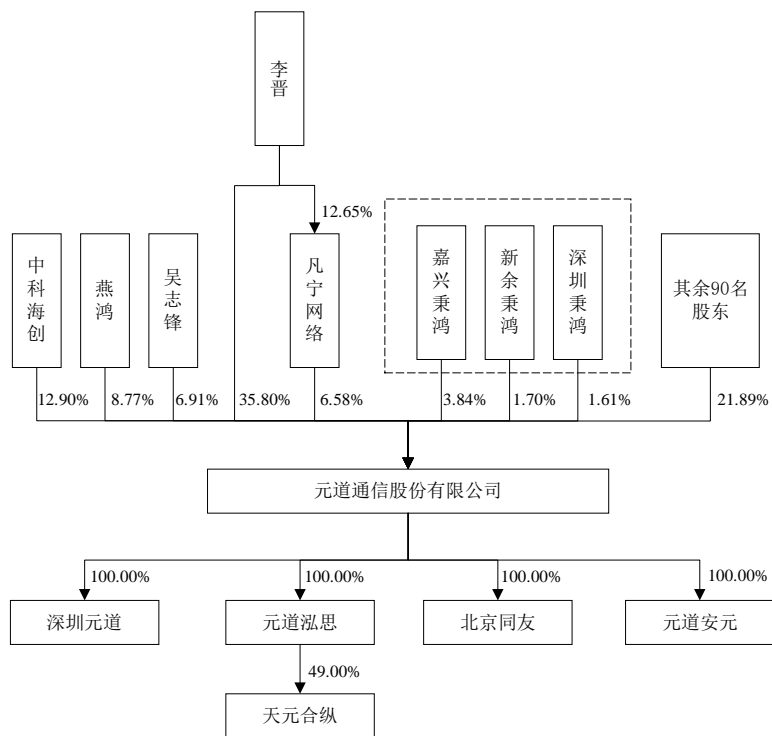 李晋
12.65%
中科海创
燕鸿
吴志锋
凡宁网络
嘉兴秉鸿
新余秉鸿
深圳秉鸿
其余90名
股东
12.90%
8.77%
6.91%
35.80%
6.58%
3.84%
1.70%
1.61%
21.89%
元道通信股份有限公司
100.00%
100.00%
100.00%
100.00%
深圳元道
元道泓思
北京同友
元道安元
49.00%
天元合纵